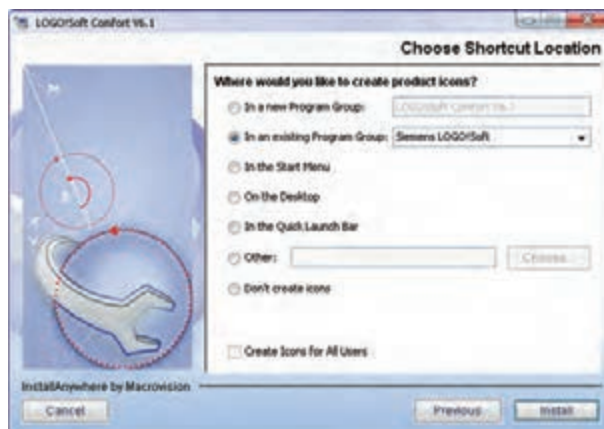 LOGO!Soft Comfort V6.1
Choose Shortcut Location
Where would you like to create product icons?
In a new Program Group: LOGO!Soft Comfort V6.1
In an existing Program Group: Siemens LOGO!Soft
In the Start Menu
On the Desktop
In the Quick Launch Bar
Other: Choose...
Don't create icons
Create Icons for All Users
InstallAnywhere by Macrovision
Cancel Previous Install